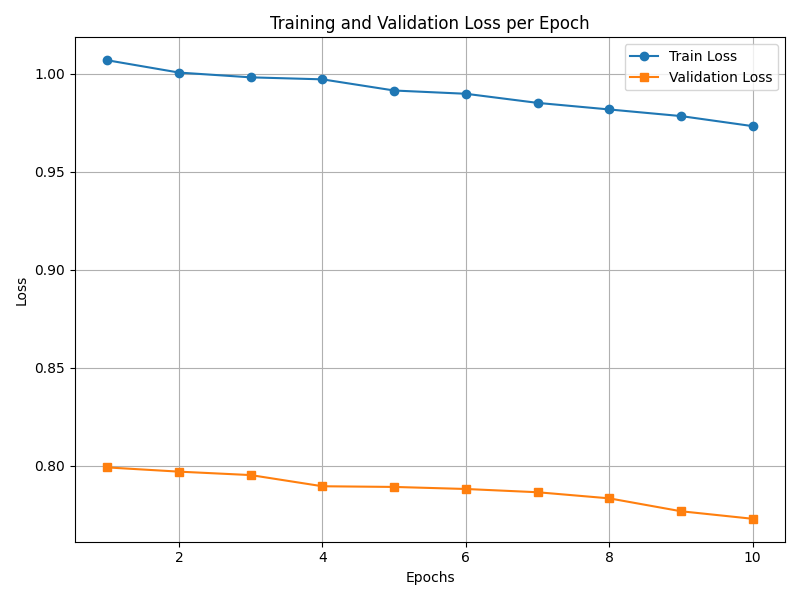 Training and Validation Loss per Epoch
Train Loss
Validation Loss
1.00
0.95
0.90
0.85
0.80
Loss
2 4 6 8 10
Epochs